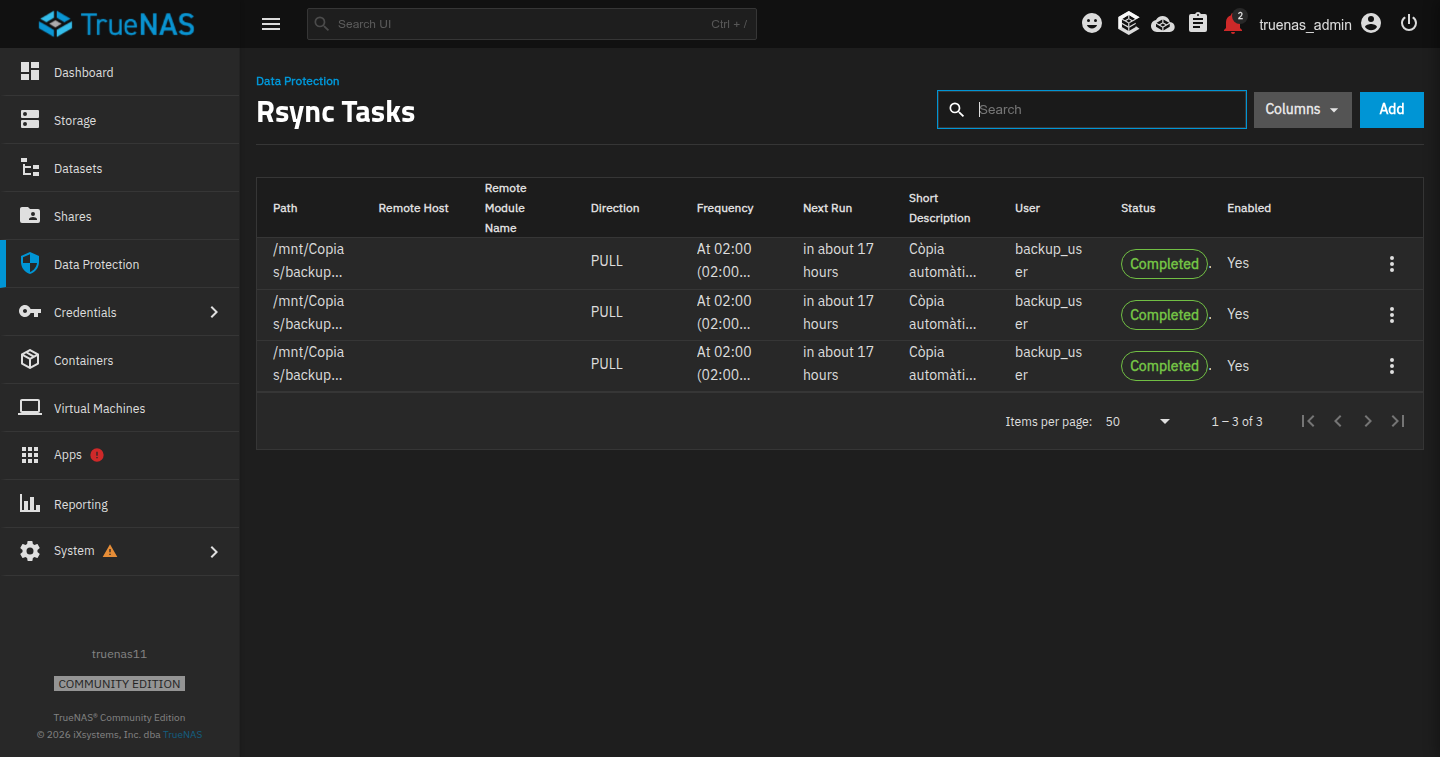 TrueNAS
Search UI
Ctrl + /
2
truenas_admin
Dashboard
Storage
Datasets
Shares
Data Protection
Credentials
Containers
Virtual Machines
Apps
Reporting
System
truenas11
COMMUNITY EDITION
TrueNAS® Community Edition
© 2026 iXsystems, Inc. dba TrueNAS
Data Protection
Rsync Tasks
Search
Columns
Add
Path
Remote Host
Remote
Module
Name
Direction
Frequency
Next Run
Short
Description
User
Status
Enabled
/mnt/Copia
s/backup...
PULL
At 02:00
(02:00...
in about 17
hours
Còpia
automàti...
backup_us
er
Completed .
Yes
/mnt/Copia
s/backup...
PULL
At 02:00
(02:00...
in about 17
hours
Còpia
automàti...
backup_us
er
Completed .
Yes
/mnt/Copia
s/backup...
PULL
At 02:00
(02:00...
in about 17
hours
Còpia
automàti...
backup_us
er
Completed .
Yes
Items per page: 50
1 – 3 of 3